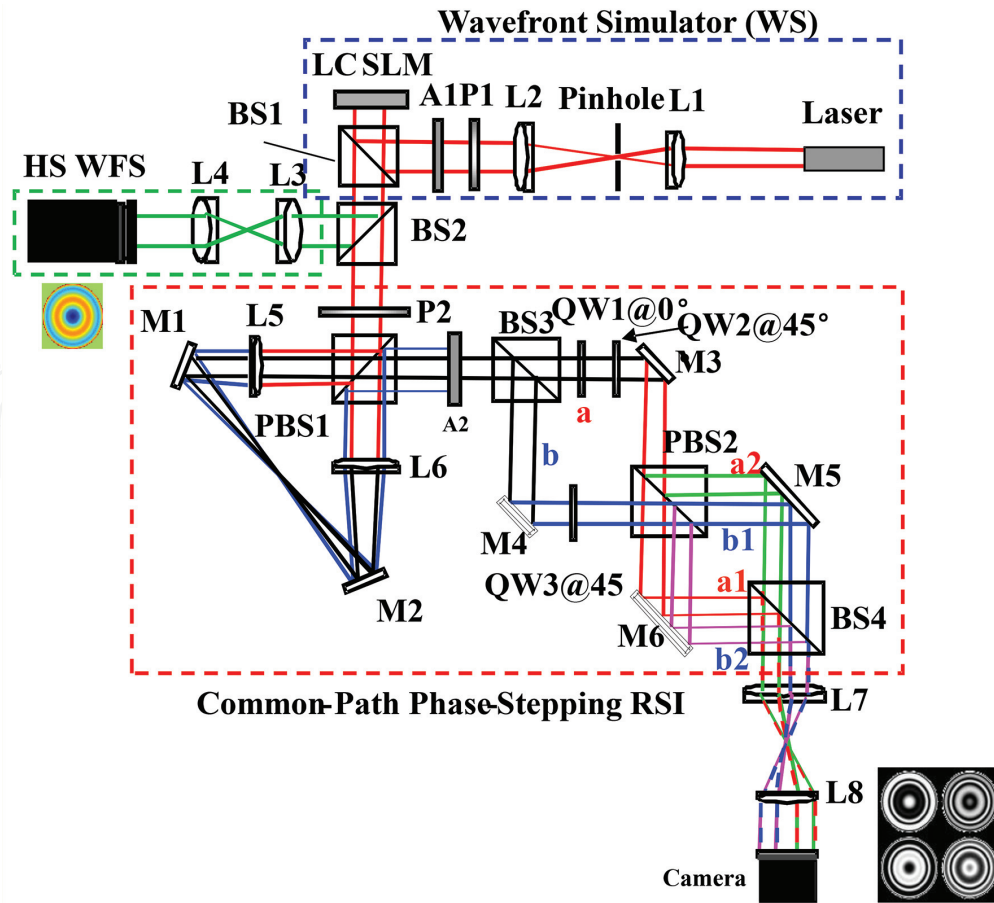 Wavefront Simulator (WS)
LC SLM
A1 P1 L2 Pinhole L1 Laser
BS1
HS WFS L4 L3
BS2
P2
M1 L5 BS3 QW1@0°
QW2@45°
M3
PBS1 A2 a PBS2
b a2 M5
L6
M4 b1
QW3@45 a1
M2 M6 BS4
b2
Common-Path Phase-Stepping RSI L7
L8
Camera